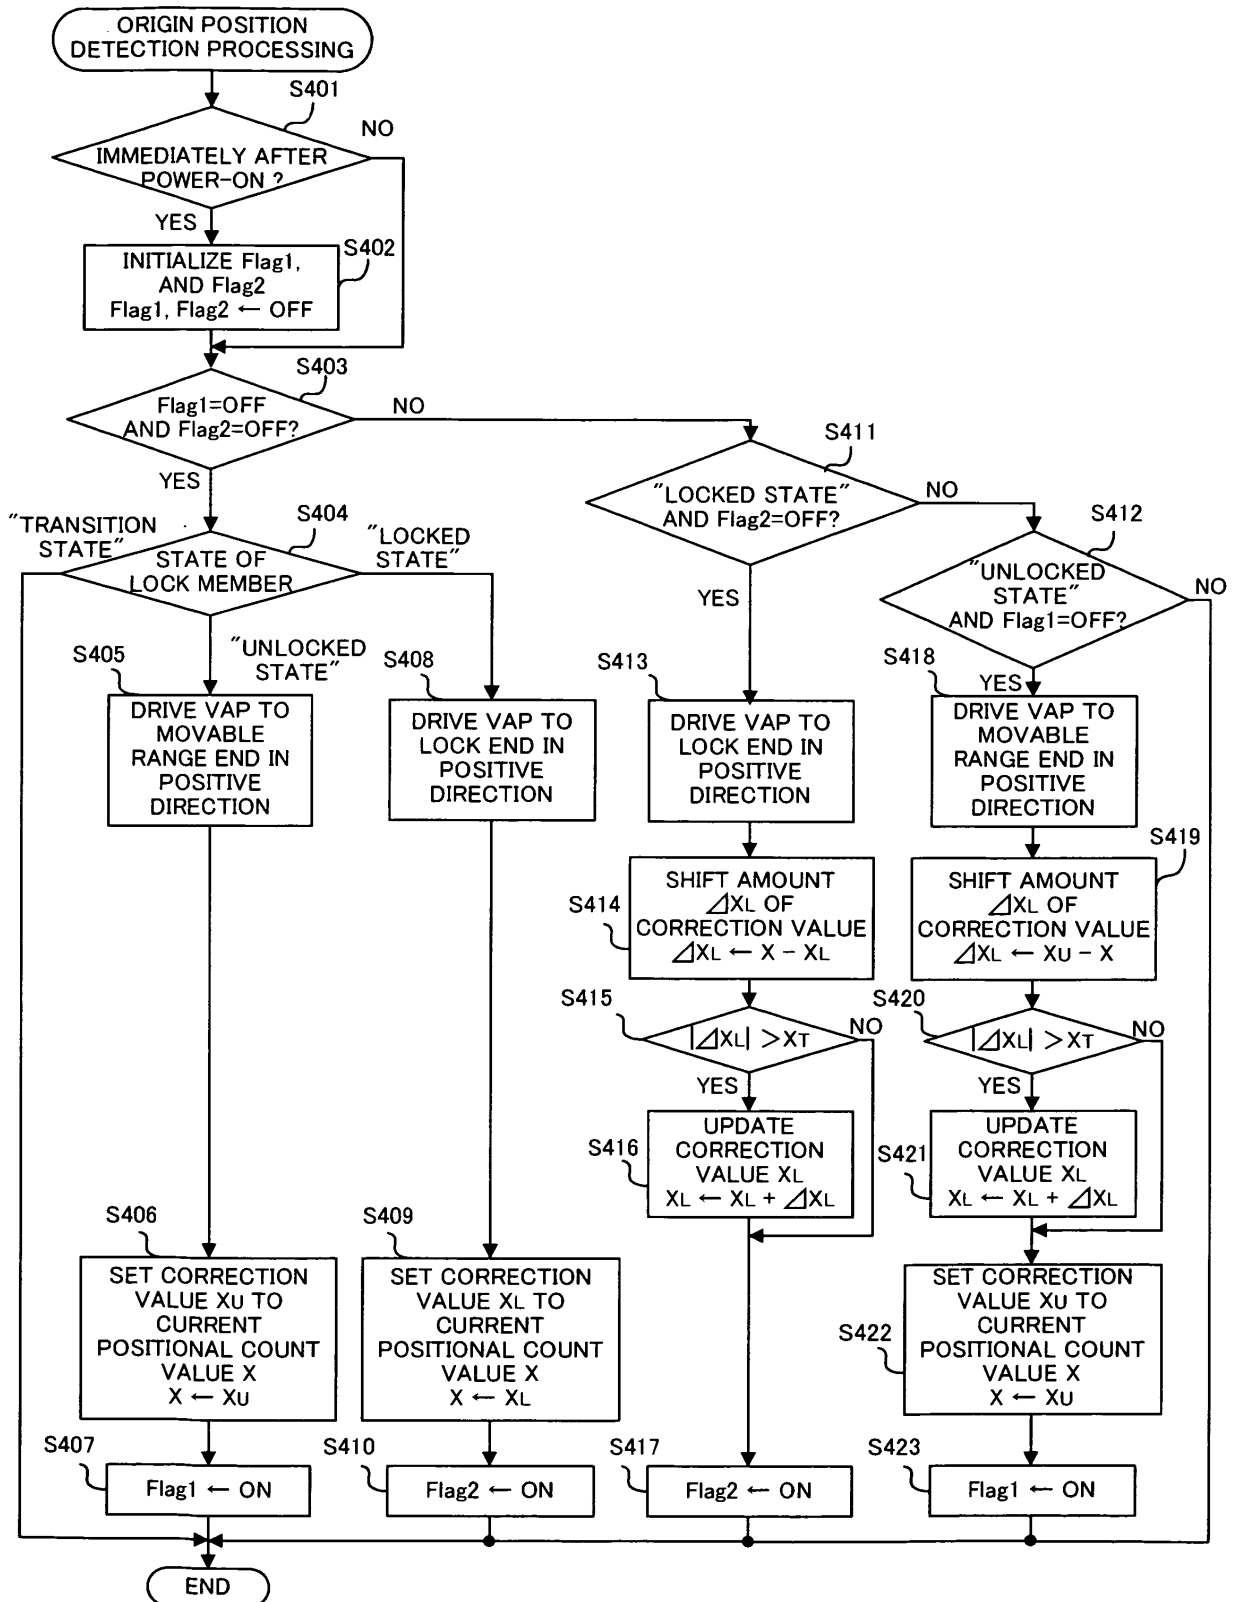 ORIGIN POSITION
DETECTION PROCESSING
S401
IMMEDIATELY AFTER
POWER-ON ?
NO
YES
S402
INITIALIZE Flag1,
AND Flag2
Flag1, Flag2 ← OFF
S403
Flag1=OFF
AND Flag2=OFF?
NO
YES
S404
STATE OF
LOCK MEMBER
"TRANSITION
STATE"
"LOCKED
STATE"
"UNLOCKED
STATE"
S405
DRIVE VAP TO
MOVABLE
RANGE END IN
POSITIVE
DIRECTION
S406
SET CORRECTION
VALUE XU TO
CURRENT
POSITIONAL COUNT
VALUE X
X ← XU
S407
Flag1 ← ON
S408
DRIVE VAP TO
LOCK END IN
POSITIVE
DIRECTION
S409
SET CORRECTION
VALUE XL TO
CURRENT
POSITIONAL COUNT
VALUE X
X ← XL
S410
Flag2 ← ON
S411
"LOCKED STATE"
AND Flag2=OFF?
NO
YES
S412
"UNLOCKED
STATE"
AND Flag1=OFF?
NO
YES
S413
DRIVE VAP TO
LOCK END IN
POSITIVE
DIRECTION
S414
SHIFT AMOUNT
⊿XL OF
CORRECTION VALUE
⊿XL ← X − XL
S415
|⊿XL| >XT
NO
YES
S416
UPDATE
CORRECTION
VALUE XL
XL ← XL + ⊿XL
S417
Flag2 ← ON
S418
DRIVE VAP TO
MOVABLE
RANGE END IN
POSITIVE
DIRECTION
S419
SHIFT AMOUNT
⊿XL OF
CORRECTION VALUE
⊿XL ← XU − X
S420
|⊿XL| >XT
NO
YES
S421
UPDATE
CORRECTION
VALUE XL
XL ← XL + ⊿XL
S422
SET CORRECTION
VALUE XU TO
CURRENT
POSITIONAL COUNT
VALUE X
X ← XU
S423
Flag1 ← ON
END